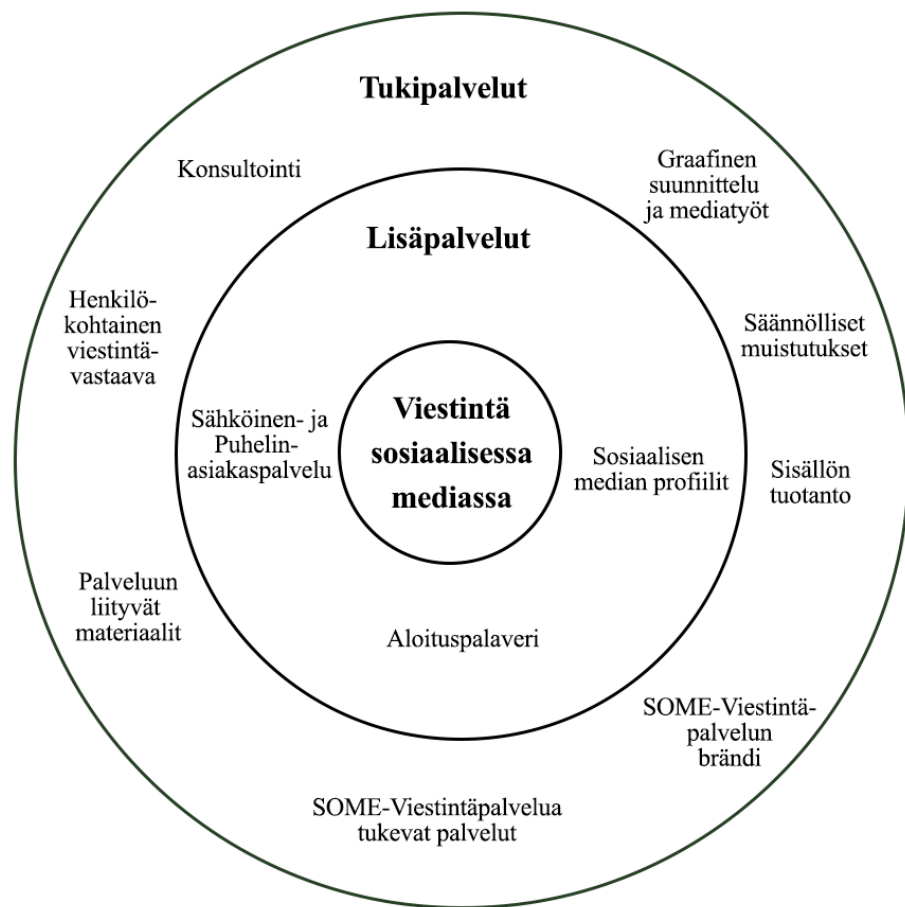 Tukipalvelut
Konsultointi
Graafinen
suunnittelu
ja mediatyöt
Lisäpalvelut
Henkilö-
kohtainen
viestintä-
vastaava
Säännölliset
muistutukset
Sähköinen- ja
Puhelin-
asiakaspalvelu
Viestintä
sosiaalisessa
mediassa
Sosiaalisen
median profiilit
Sisällön
tuotanto
Palveluun
liityvät
materiaalit
Aloituspalaveri
SOME-Viestintä-
palvelun
brändi
SOME-Viestintäpalvelua
tukevat palvelut